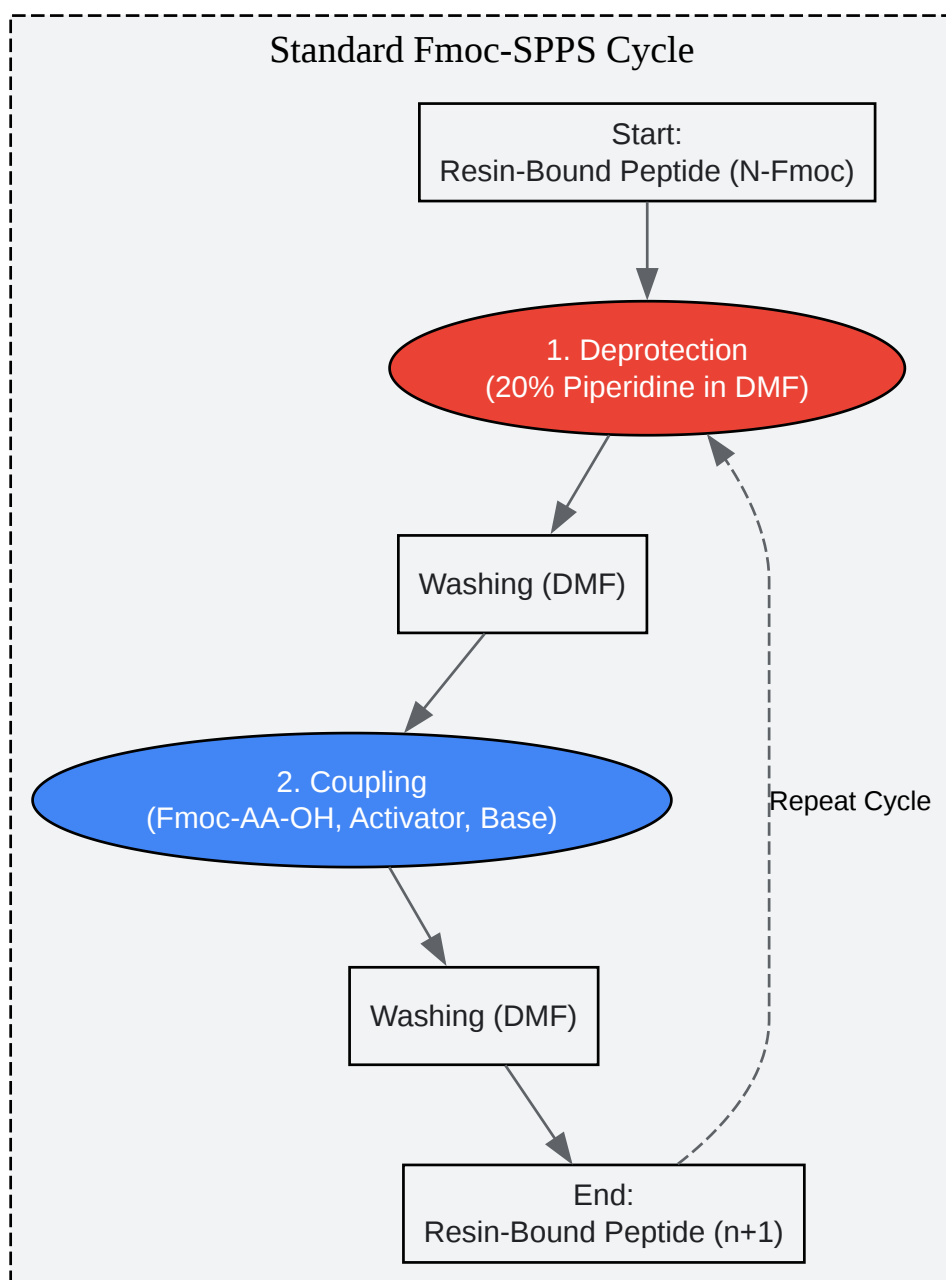 Standard Fmoc-SPPS Cycle
Start:
Resin-Bound Peptide (N-Fmoc)
1. Deprotection
(20% Piperidine in DMF)
Washing (DMF)
2. Coupling
(Fmoc-AA-OH, Activator, Base)
Repeat Cycle
Washing (DMF)
End:
Resin-Bound Peptide (n+1)